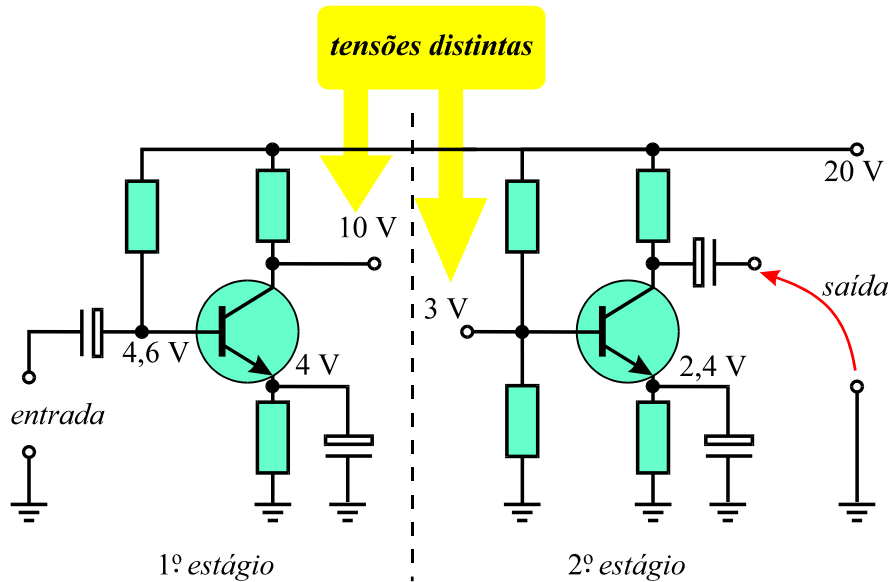 tensões distintas
20 V
10 V
3 V
saída
4,6 V
4 V
2,4 V
entrada
1º estágio
2º estágio